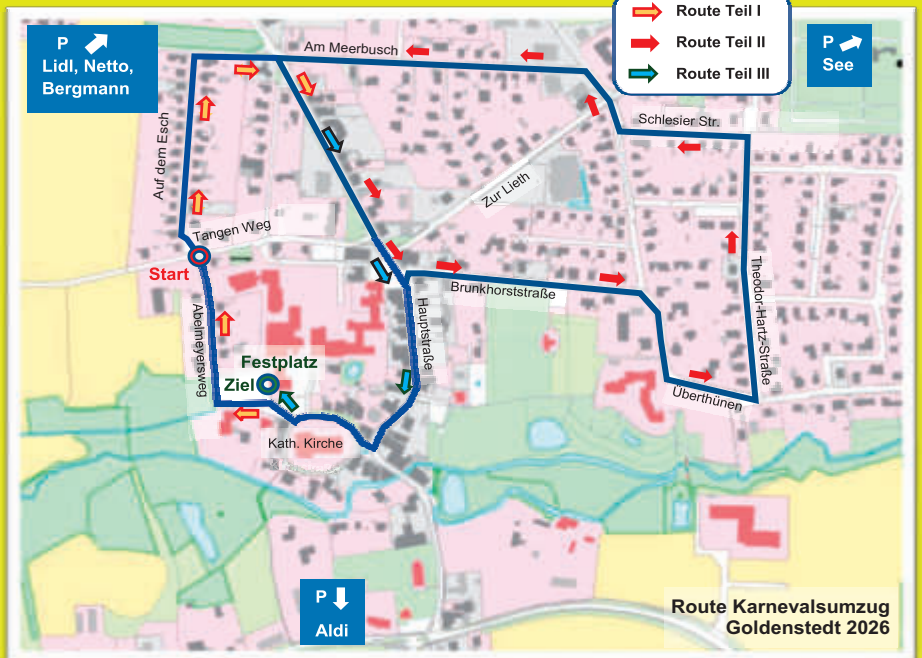 Route Teil I
Route Teil II
Route Teil III
P
Lidl, Netto,
Bergmann
P
See
Am Meerbusch
Schlesier Str.
Auf dem Esch
Zur Lieth
Tangen Weg
Start
Brunkhorststraße
Hauptstraße
Theodor-Hartz-Straße
Abelmeyersweg
Festplatz
Ziel
Überthünen
Kath. Kirche
P
Aldi
Route Karnevalsumzug
Goldenstedt 2026